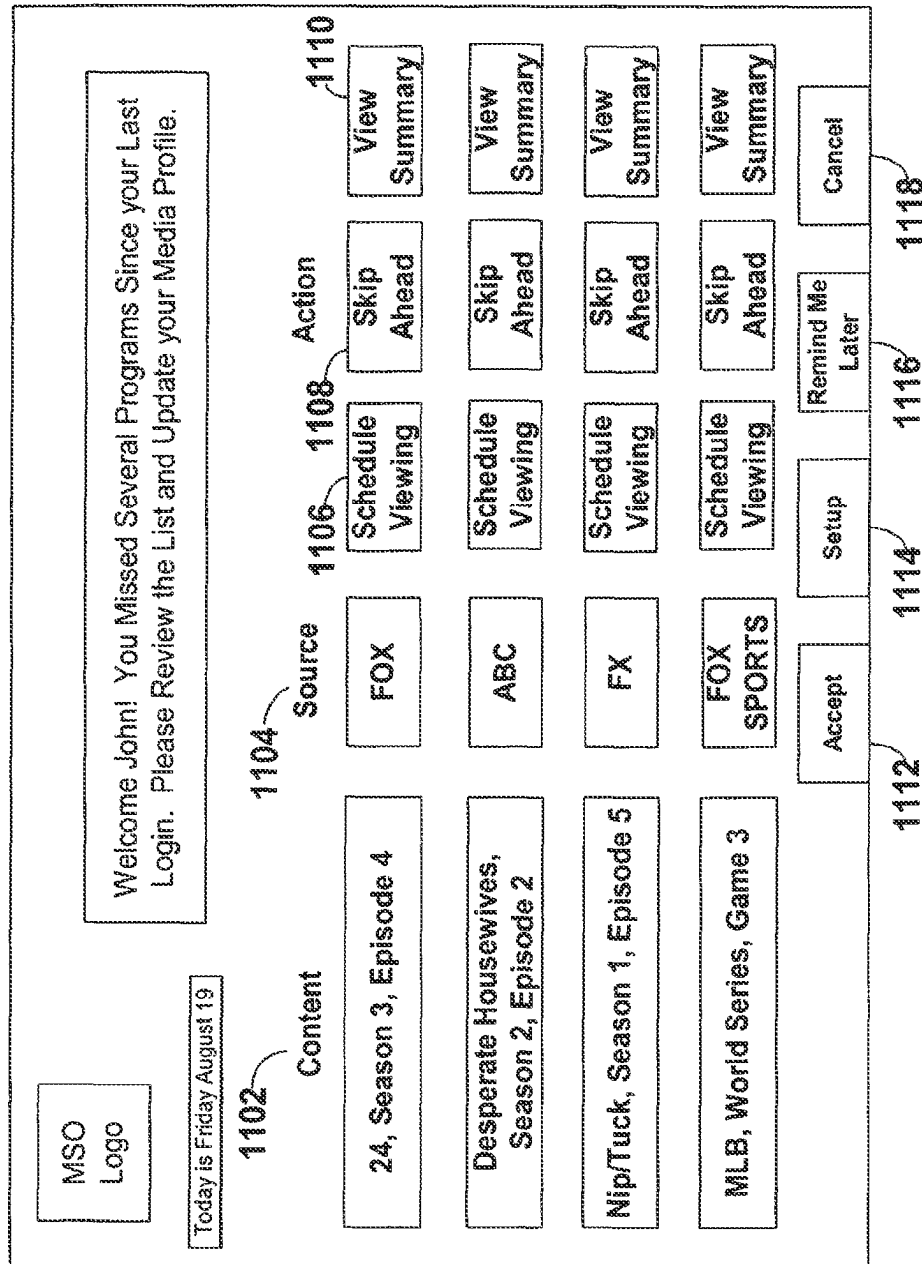 MSO
Logo
Welcome John! You Missed Several Programs Since your Last
Login. Please Review the List and Update your Media Profile.
Today is Friday August 19
1102
Content
1104
Source
Action
1106
1108
1110
24, Season 3, Episode 4
FOX
Schedule
Viewing
Skip
Ahead
View
Summary
Desperate Housewives,
Season 2, Episode 2
ABC
Schedule
Viewing
Skip
Ahead
View
Summary
Nip/Tuck, Season 1, Episode 5
FX
Schedule
Viewing
Skip
Ahead
View
Summary
MLB, World Series, Game 3
FOX
SPORTS
Schedule
Viewing
Skip
Ahead
View
Summary
Accept
Setup
Remind Me
Later
Cancel
1112
1114
1116
1118